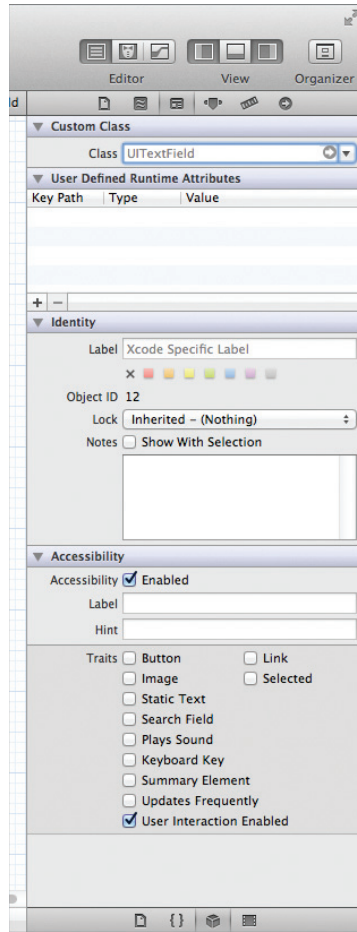 Editor View Organizer
ld
Custom Class
Class UITextField
User Defined Runtime Attributes
Key Path Type Value
+ −
Identity
Label Xcode Specific Label
×
Object ID 12
Lock Inherited – (Nothing)
Notes Show With Selection
Accessibility
Accessibility Enabled
Label
Hint
Traits Button Link
Image Selected
Static Text
Search Field
Plays Sound
Keyboard Key
Summary Element
Updates Frequently
User Interaction Enabled
{ }